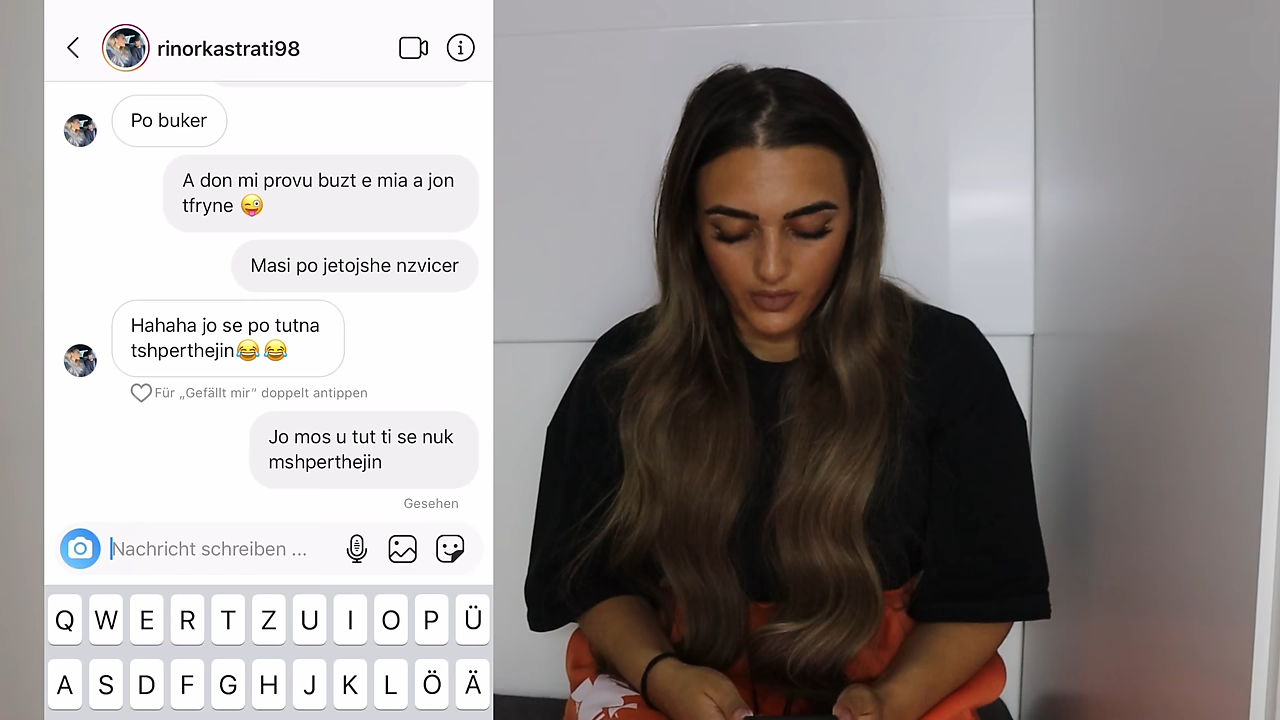 rinorkastrati98
Po buker
A don mi provu buzt e mia a jon
tfryne 😜
Masi po jetojshe nzvicer
Hahaha jo se po tutna
tshperthejin😂😂
Für „Gefällt mir“ doppelt antippen
Jo mos u tut ti se nuk
mshperthejin
Gesehen
Nachricht schreiben ...
Q W E R T Z U I O P Ü
A S D F G H J K L Ö Ä